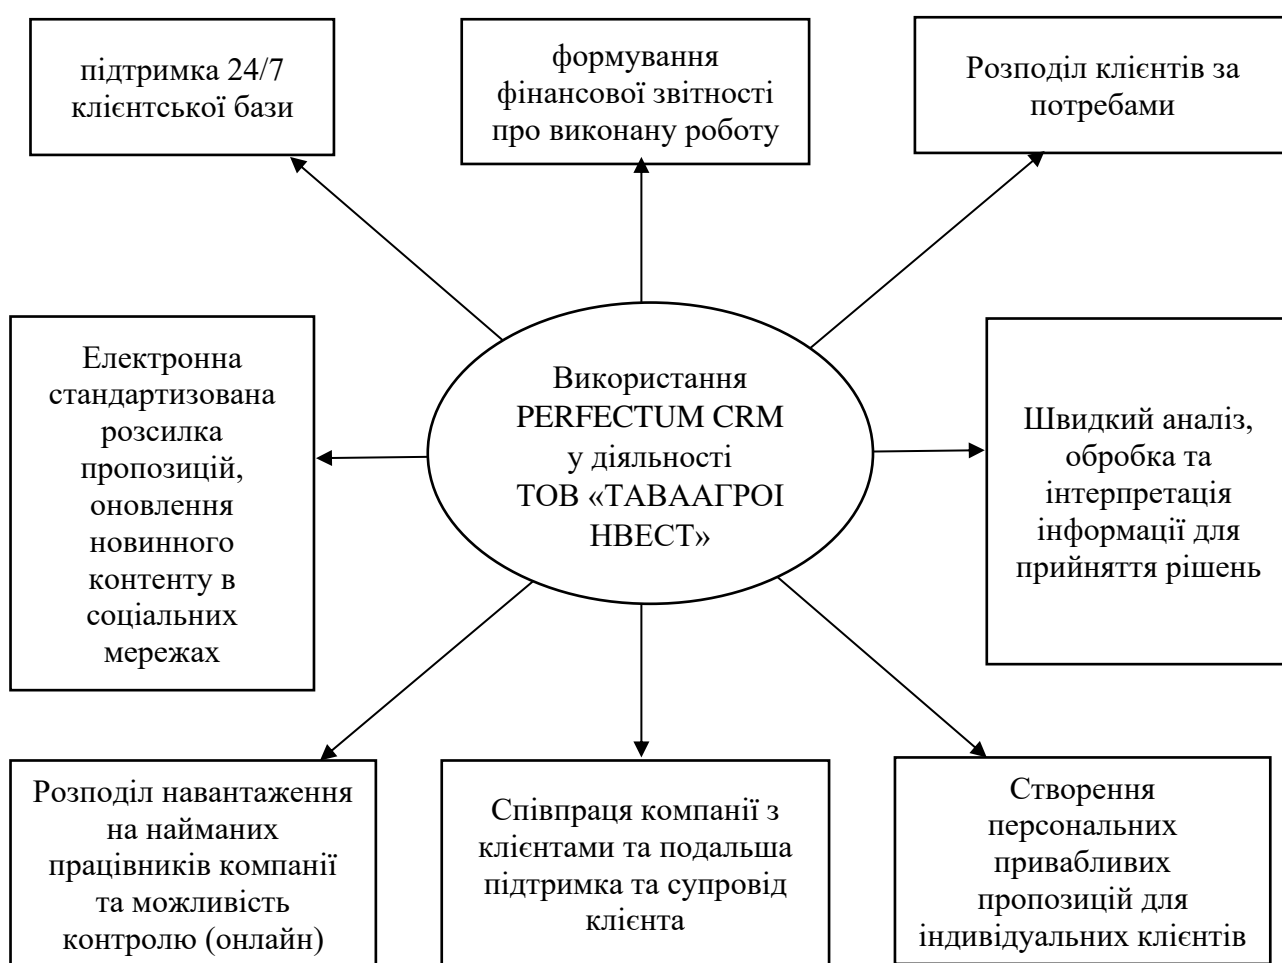 підтримка 24/7
клієнтської бази
формування
фінансової звітності
про виконану роботу
Розподіл клієнтів за
потребами
Електронна
стандартизована
розсилка
пропозицій,
оновлення
новинного
контенту в
соціальних
мережах
Використання
PERFECTUM CRM
у діяльності
ТОВ «ТАВААГРОІ
НВЕСТ»
Швидкий аналіз,
обробка та
інтерпретація
інформації для
прийняття рішень
Розподіл навантаження
на найманих
працівників компанії
та можливість
контролю (онлайн)
Співпраця компанії з
клієнтами та подальша
підтримка та супровід
клієнта
Створення
персональних
привабливих
пропозицій для
індивідуальних клієнтів